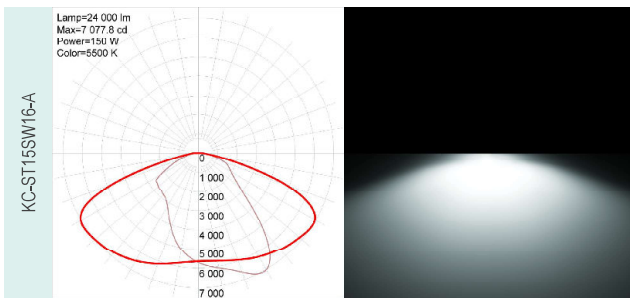 KC-ST15SW16-A
Lamp=24 000 lm
Max=7 077.8 cd
Power=150 W
Color=5500 K
0
1 000
2 000
3 000
4 000
5 000
6 000
7 000